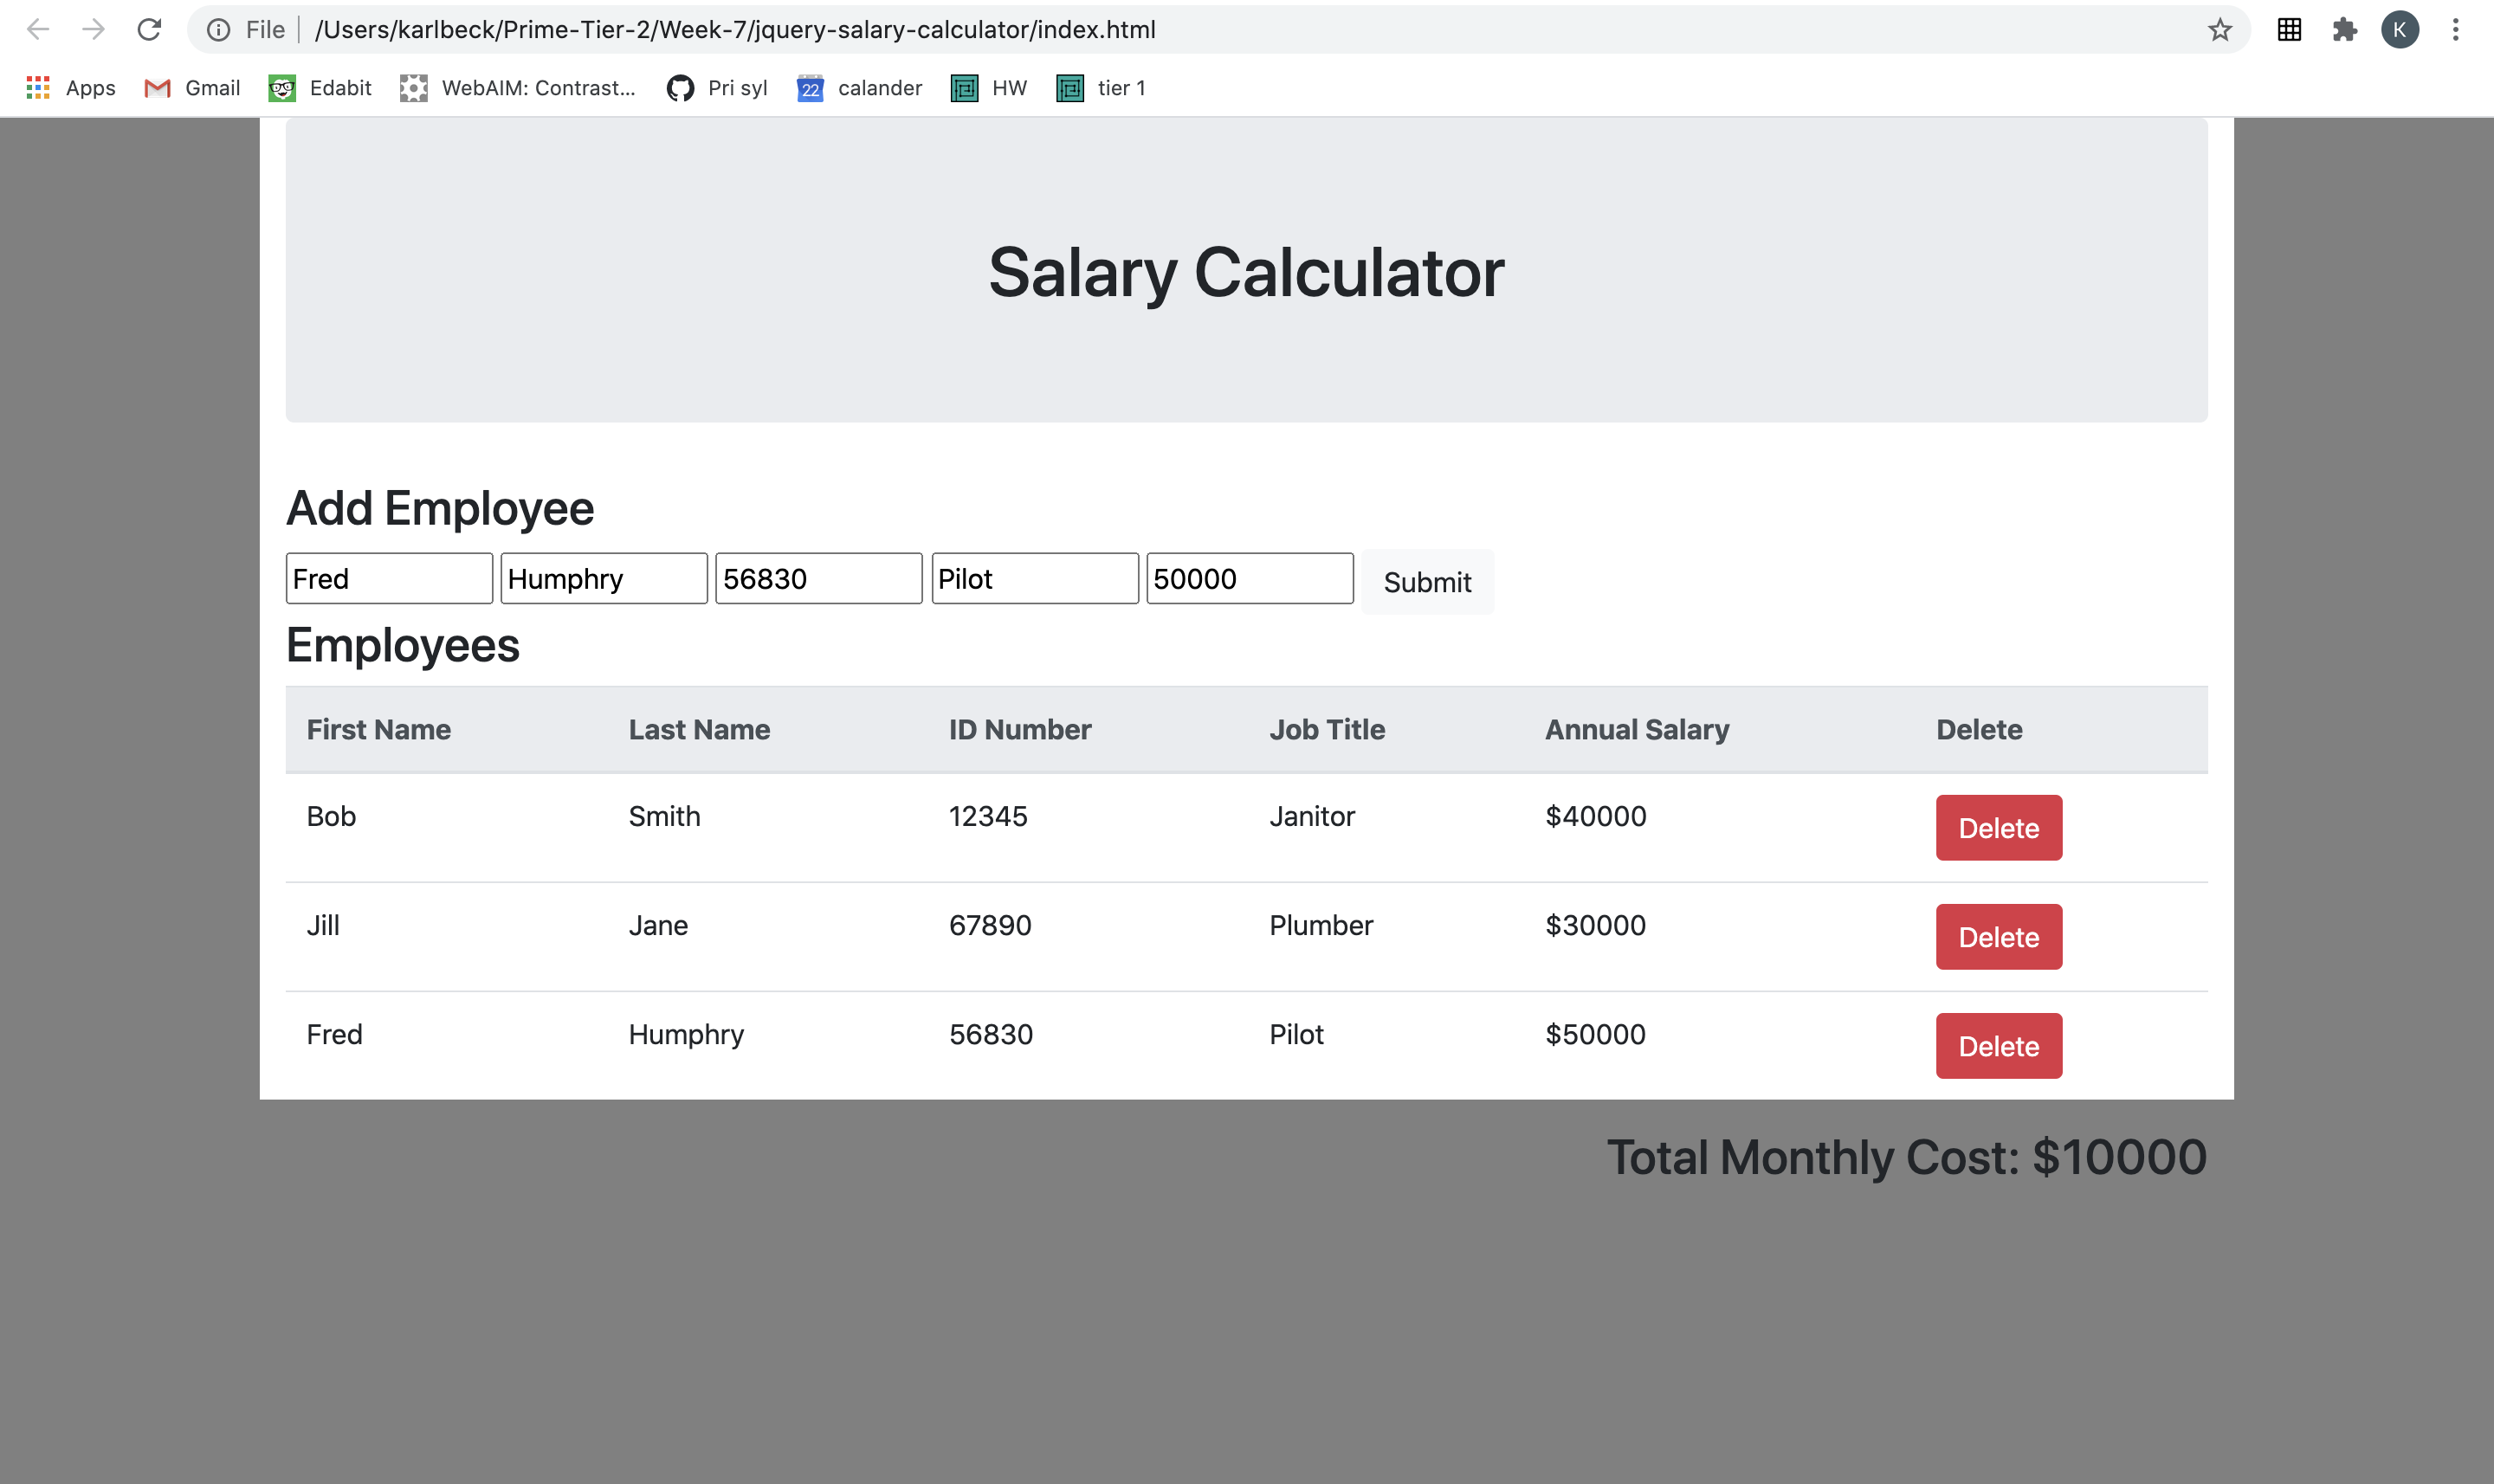 File /Users/karlbeck/Prime-Tier-2/Week-7/jquery-salary-calculator/index.html K
Apps Gmail Edabit WebAIM: Contrast... Pri syl 22 calander HW tier 1
Salary Calculator
Add Employee
Fred Humphry 56830 Pilot 50000 Submit
Employees
First Name Last Name ID Number Job Title Annual Salary Delete
Bob Smith 12345 Janitor $40000 Delete
Jill Jane 67890 Plumber $30000 Delete
Fred Humphry 56830 Pilot $50000 Delete
Total Monthly Cost: $10000